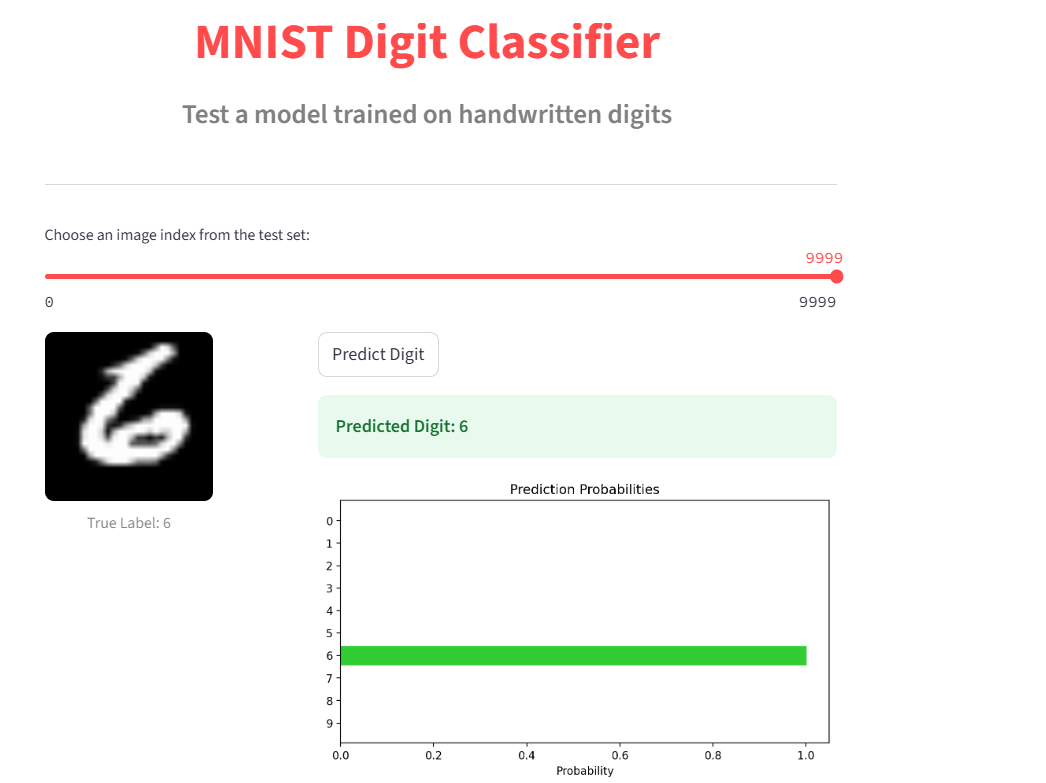 MNIST Digit Classifier
Test a model trained on handwritten digits
Choose an image index from the test set:
9999
0 9999
6
True Label: 6
Predict Digit
Predicted Digit: 6
Prediction Probabilities
0
1
2
3
4
5
6
7
8
9
0.0 0.2 0.4 0.6 0.8 1.0
Probability